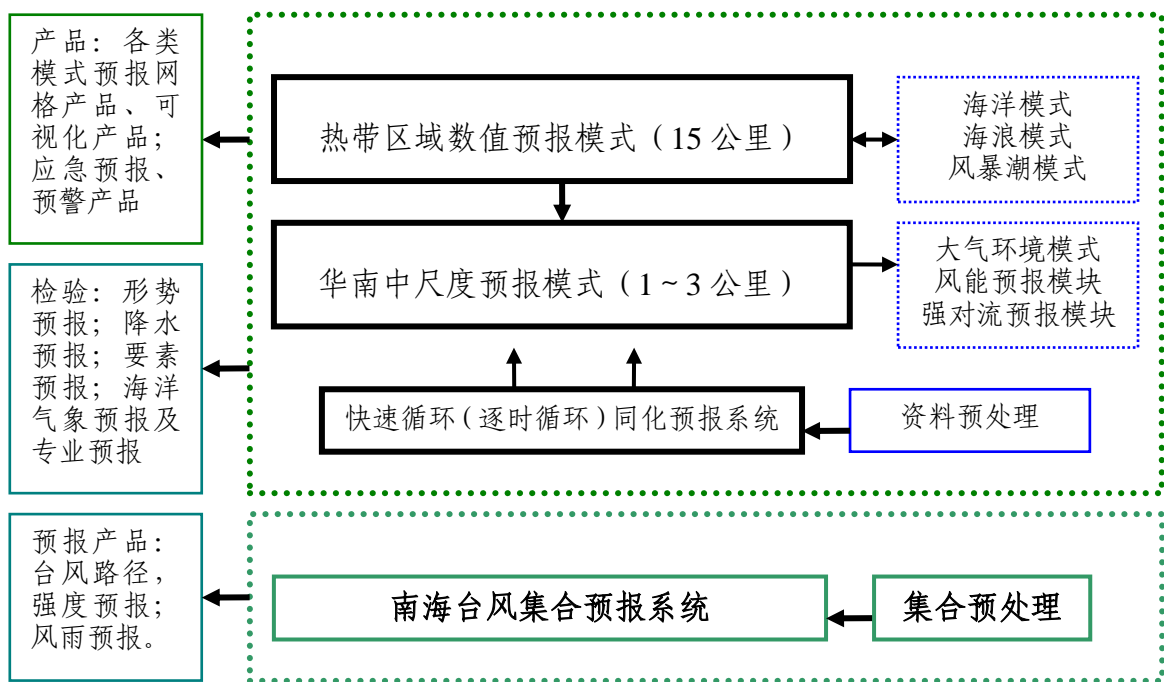 产品：各类
模式预报网
格产品、可
视化产品；
应急预报、
预警产品
热带区域数值预报模式（15 公里）
海洋模式
海浪模式
风暴潮模式
华南中尺度预报模式（1~3 公里）
大气环境模式
风能预报模块
强对流预报模块
检验：形势
预报；降水
预报；要素
预报；海洋
气象预报及
专业预报
快速循环（逐时循环）同化预报系统
资料预处理
预报产品：
台风路径，
强度预报；
风雨预报。
南海台风集合预报系统
集合预处理